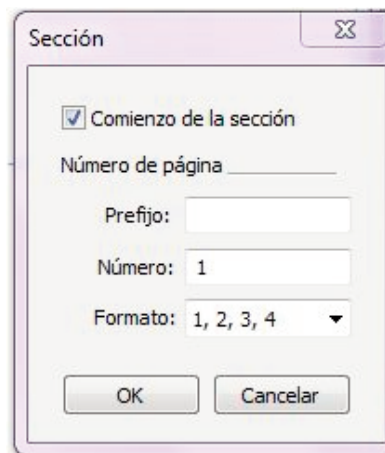 Sección
Comienzo de la sección
Número de página
Prefijo:
Número: 1
Formato: 1, 2, 3, 4
OK Cancelar